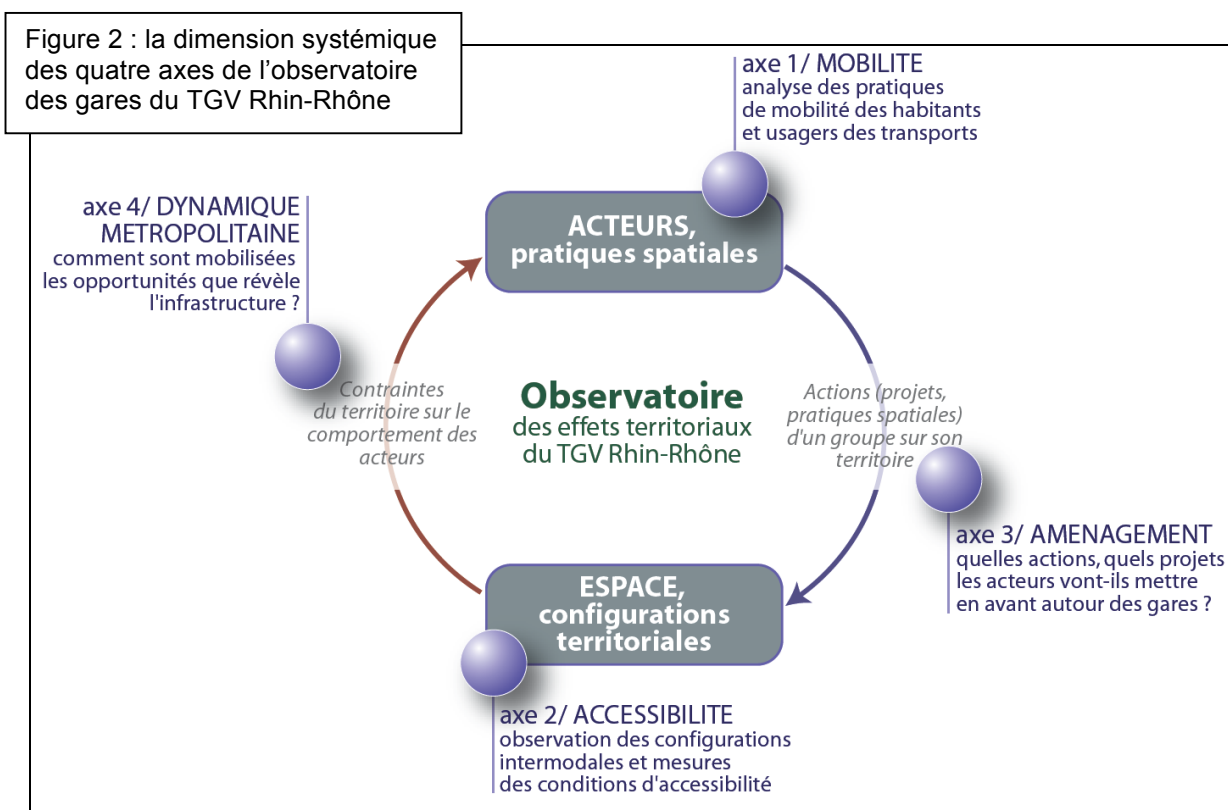 Figure 2 : la dimension systémique
des quatre axes de l’observatoire
des gares du TGV Rhin-Rhône
axe 1/ MOBILITE
analyse des pratiques
de mobilité des habitants
et usagers des transports
axe 4/ DYNAMIQUE
METROPOLITAINE
comment sont mobilisées
les opportunités que révèle
l'infrastructure ?
ACTEURS,
pratiques spatiales
Contraintes
du territoire sur le
comportement des
acteurs
Observatoire
des effets territoriaux
du TGV Rhin-Rhône
Actions (projets,
pratiques spatiales)
d'un groupe sur son
territoire
axe 3/ AMENAGEMENT
quelles actions, quels projets
les acteurs vont-ils mettre
en avant autour des gares ?
ESPACE,
configurations
territoriales
axe 2/ ACCESSIBILITE
observation des configurations
intermodales et mesures
des conditions d'accessibilité